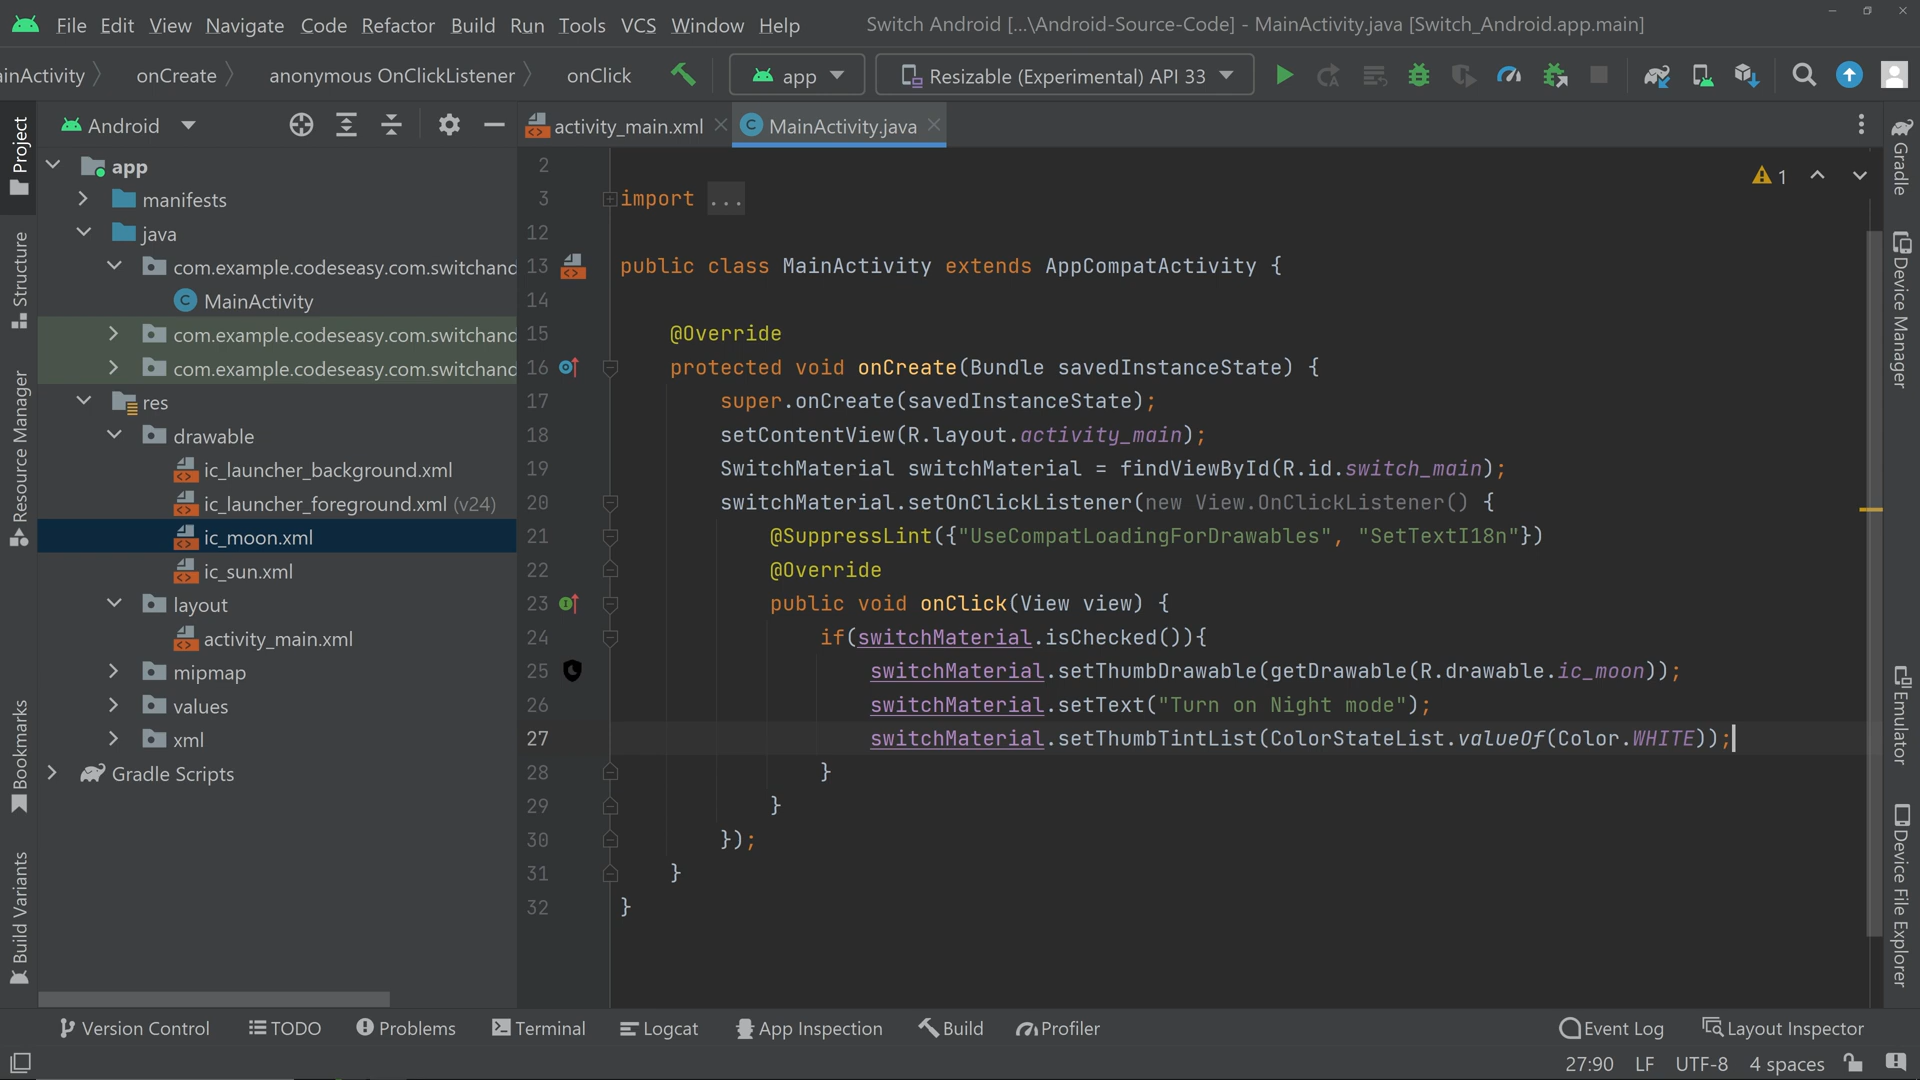 File Edit View Navigate Code Refactor Build Run Tools VCS Window Help Switch Android [...\Android-Source-Code] - MainActivity.java [Switch_Android.app.main]
ainActivity onCreate anonymous OnClickListener onClick app Resizable (Experimental) API 33
Project
Structure
Resource Manager
Bookmarks
Build Variants
Android
app
manifests
java
com.example.codeseasy.com.switchand
MainActivity
com.example.codeseasy.com.switchand
com.example.codeseasy.com.switchand
res
drawable
ic_launcher_background.xml
ic_launcher_foreground.xml (v24)
ic_moon.xml
ic_sun.xml
layout
activity_main.xml
mipmap
values
xml
Gradle Scripts
activity_main.xml MainActivity.java
1
2
3 import ...
12
13 public class MainActivity extends AppCompatActivity {
14
15 @Override
16 protected void onCreate(Bundle savedInstanceState) {
17 super.onCreate(savedInstanceState);
18 setContentView(R.layout.activity_main);
19 SwitchMaterial switchMaterial = findViewById(R.id.switch_main);
20 switchMaterial.setOnClickListener(new View.OnClickListener() {
21 @SuppressLint({"UseCompatLoadingForDrawables", "SetTextI18n"})
22 @Override
23 public void onClick(View view) {
24 if(switchMaterial.isChecked()){
25 switchMaterial.setThumbDrawable(getDrawable(R.drawable.ic_moon));
26 switchMaterial.setText("Turn on Night mode");
27 switchMaterial.setThumbTintList(ColorStateList.valueOf(Color.WHITE));
28 }
29 }
30 });
31 }
32 }
Gradle
Device Manager
Emulator
Device File Explorer
Version Control TODO Problems Terminal Logcat App Inspection Build Profiler Event Log Layout Inspector
27:90 LF UTF-8 4 spaces